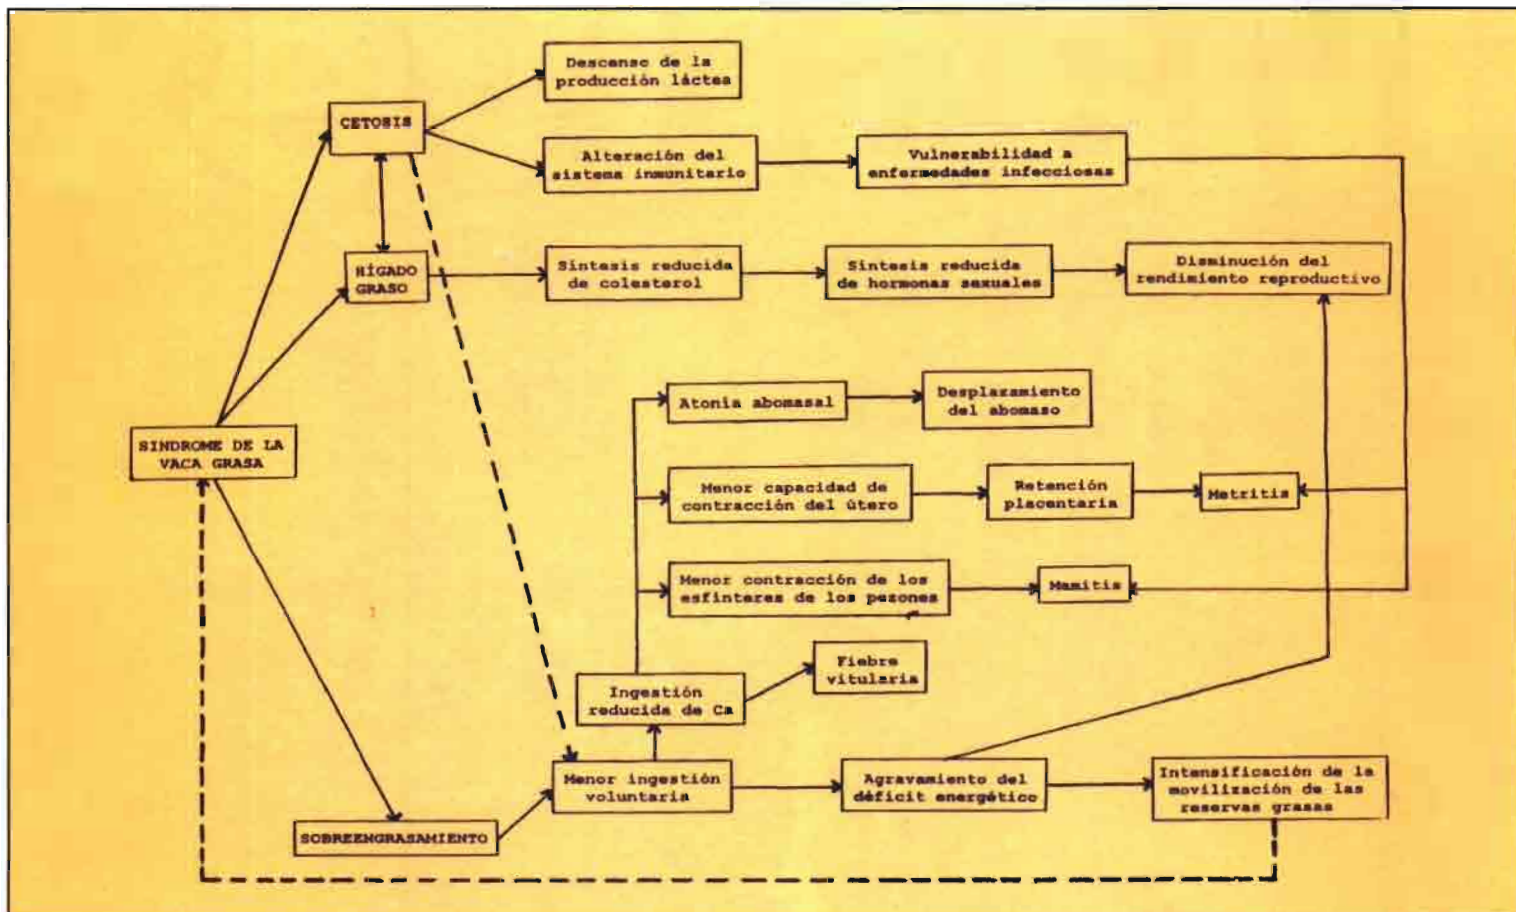 Descenso de la
producción láctea
CETOSIS
Alteración del
sistema inmunitario
Vulnerabilidad a
enfermedades infecciosas
HÍGADO
GRASO
Síntesis reducida
de colesterol
Síntesis reducida
de hormonas sexuales
Disminución del
rendimiento reproductivo
Atonía abomasal
Desplazamiento
del abomaso
SINDROME DE LA
VACA GRASA
Menor capacidad de
contracción del útero
Retención
placentaria
Metritis
Menor contracción de los
esfínteres de los pezones
Mamitis
Fiebre
vitularia
Ingestión
reducida de Ca
Menor ingestión
voluntaria
Agravamiento del
déficit energético
Intensificación de la
movilización de las
reservas grasas
SOBREENGRASAMIENTO